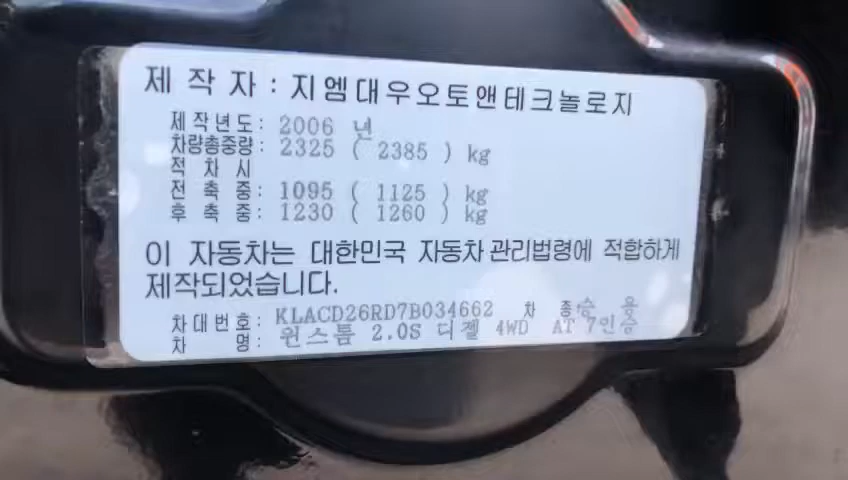 제 작 자 : 지엠대우오토앤테크놀로지
제작년도: 2006 년
차량총중량: 2325 ( 2385 ) kg
적 차 시
전 축 중: 1095 ( 1125 ) kg
후 축 중: 1230 ( 1260 ) kg
이 자동차는 대한민국 자동차관리법령에 적합하게
제작되었습니다.
차대번호: KLACD26RD7B034662 차 종:승 용
차 명: 윈스톰 2.0S 디젤 4WD AT 7인승